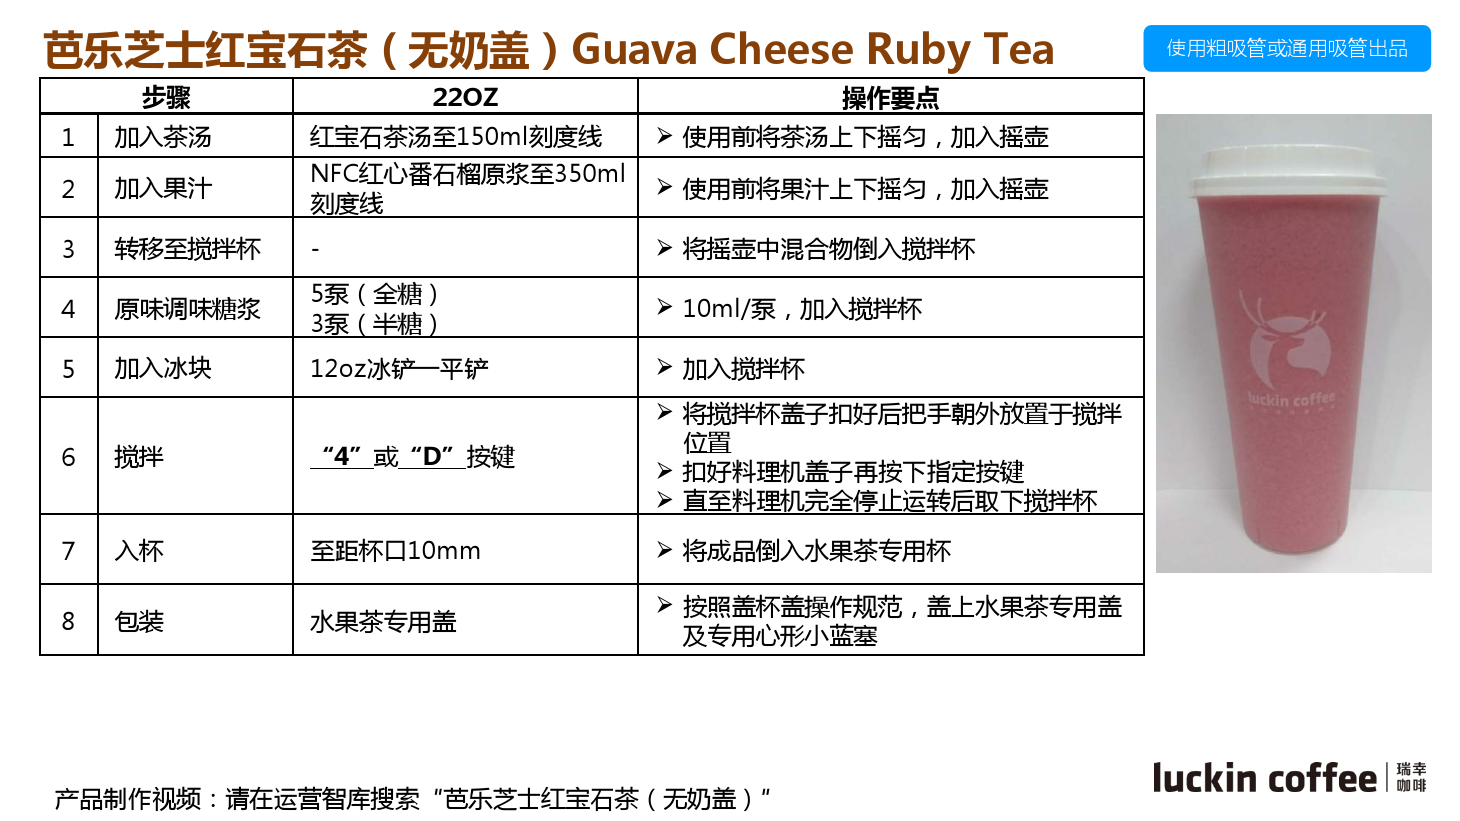 芭乐芝士红宝石茶（无奶盖）Guava Cheese Ruby Tea
使用粗吸管或通用吸管出品
步骤 22OZ 操作要点
1 加入茶汤 红宝石茶汤至150ml刻度线 ➢ 使用前将茶汤上下摇匀，加入摇壶
2 加入果汁 NFC红心番石榴原浆至350ml
刻度线 ➢ 使用前将果汁上下摇匀，加入摇壶
3 转移至搅拌杯 - ➢ 将摇壶中混合物倒入搅拌杯
4 原味调味糖浆 5泵（全糖）
3泵（半糖） ➢ 10ml/泵，加入搅拌杯
5 加入冰块 12oz冰铲一平铲 ➢ 加入搅拌杯
6 搅拌 “4”或“D”按键 ➢ 将搅拌杯盖子扣好后把手朝外放置于搅拌
位置
➢ 扣好料理机盖子再按下指定按键
➢ 直至料理机完全停止运转后取下搅拌杯
7 入杯 至距杯口10mm ➢ 将成品倒入水果茶专用杯
8 包装 水果茶专用盖 ➢ 按照盖杯盖操作规范，盖上水果茶专用盖
及专用心形小蓝塞
luckin coffee
产品制作视频：请在运营智库搜索“芭乐芝士红宝石茶（无奶盖）”
luckin coffee 瑞幸
咖啡